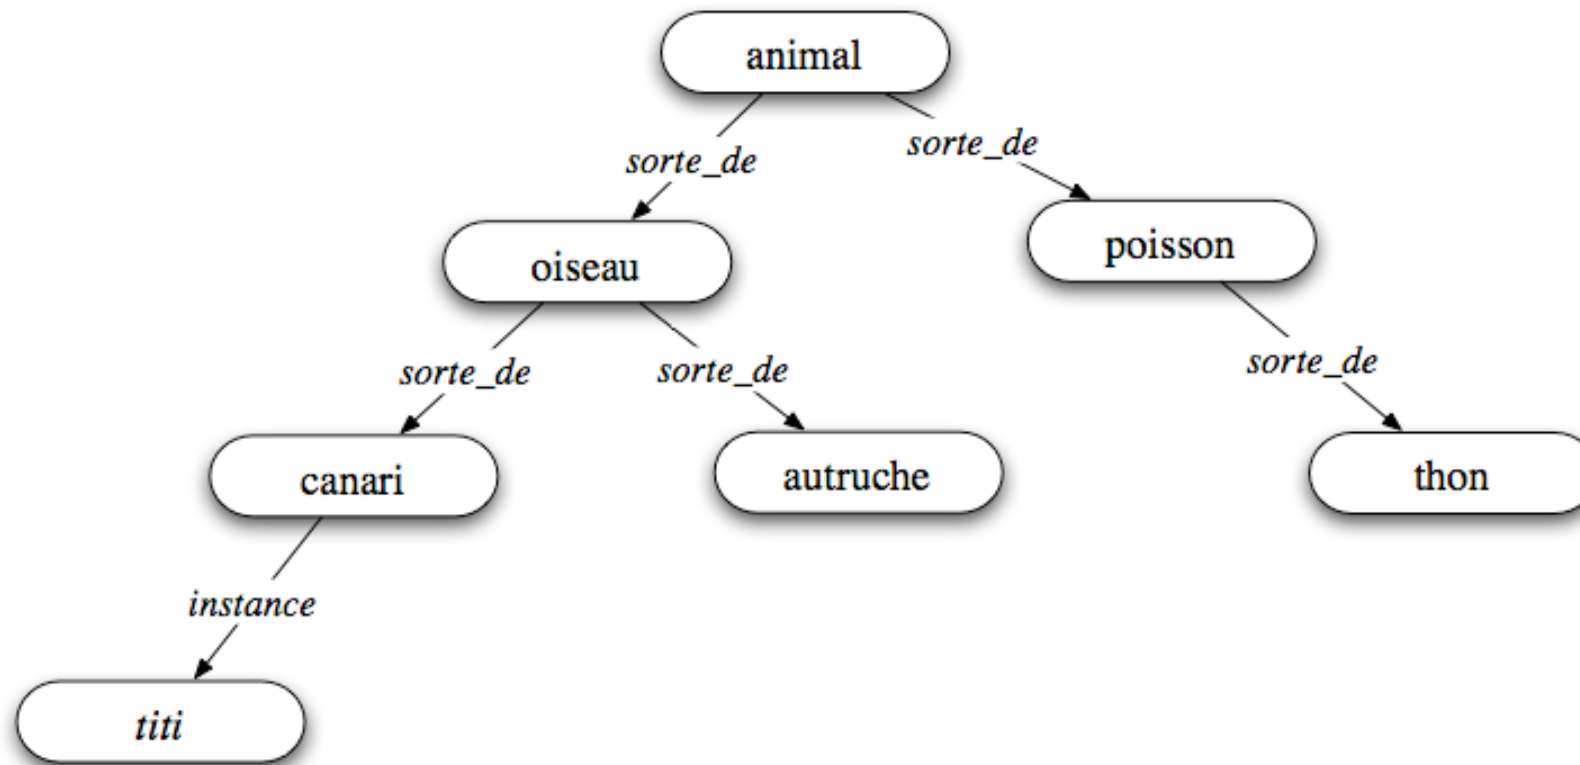 animal
sorte_de
sorte_de
oiseau
poisson
sorte_de
sorte_de
sorte_de
canari
autruche
thon
instance
titi